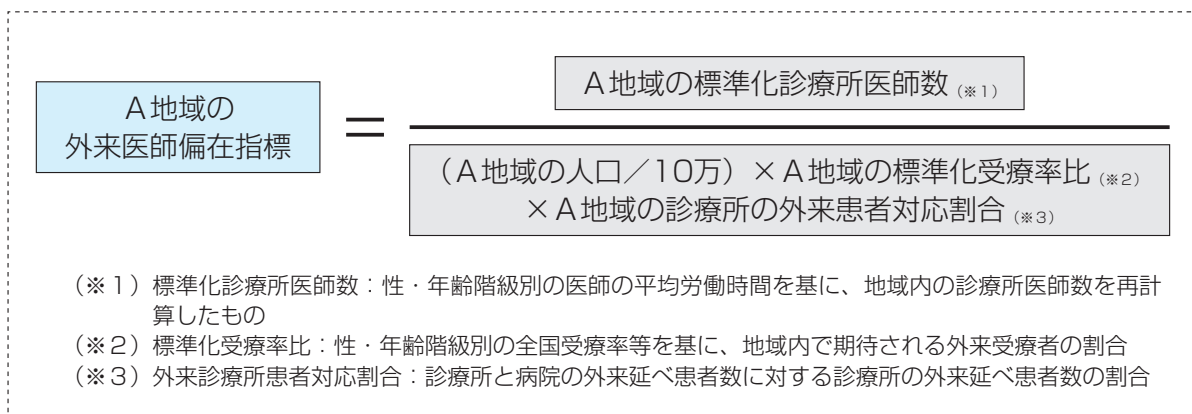 A地域の
外来医師偏在指標
=
A地域の標準化診療所医師数(※1)
(A地域の人口/10万)×A地域の標準化受療率比(※2)
×A地域の診療所の外来患者対応割合(※3)
(※1)標準化診療所医師数:性・年齢階級別の医師の平均労働時間を基に、地域内の診療所医師数を再計
算したもの
(※2)標準化受療率比:性・年齢階級別の全国受療率等を基に、地域内で期待される外来受療者の割合
(※3)外来診療所患者対応割合:診療所と病院の外来延べ患者数に対する診療所の外来延べ患者数の割合